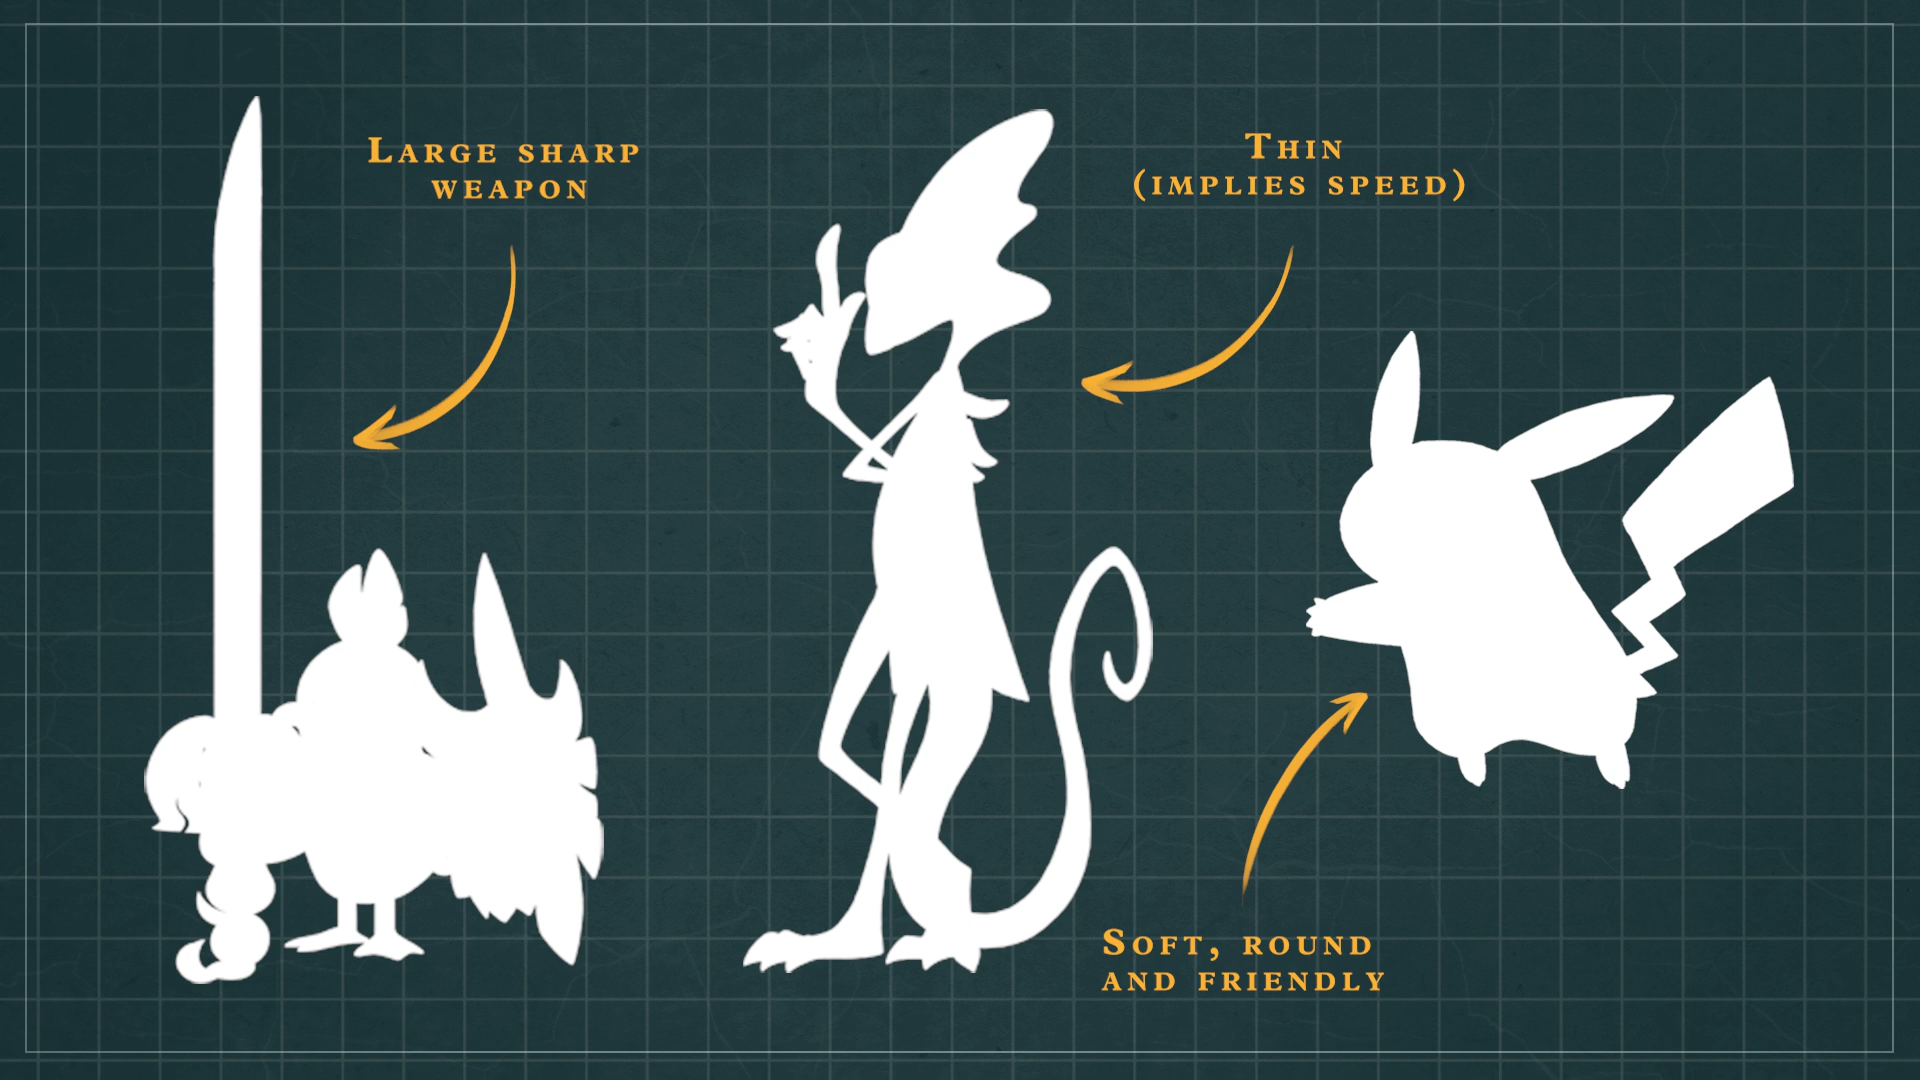 Large sharp
weapon
Thin
(implies speed)
Soft, round
and friendly